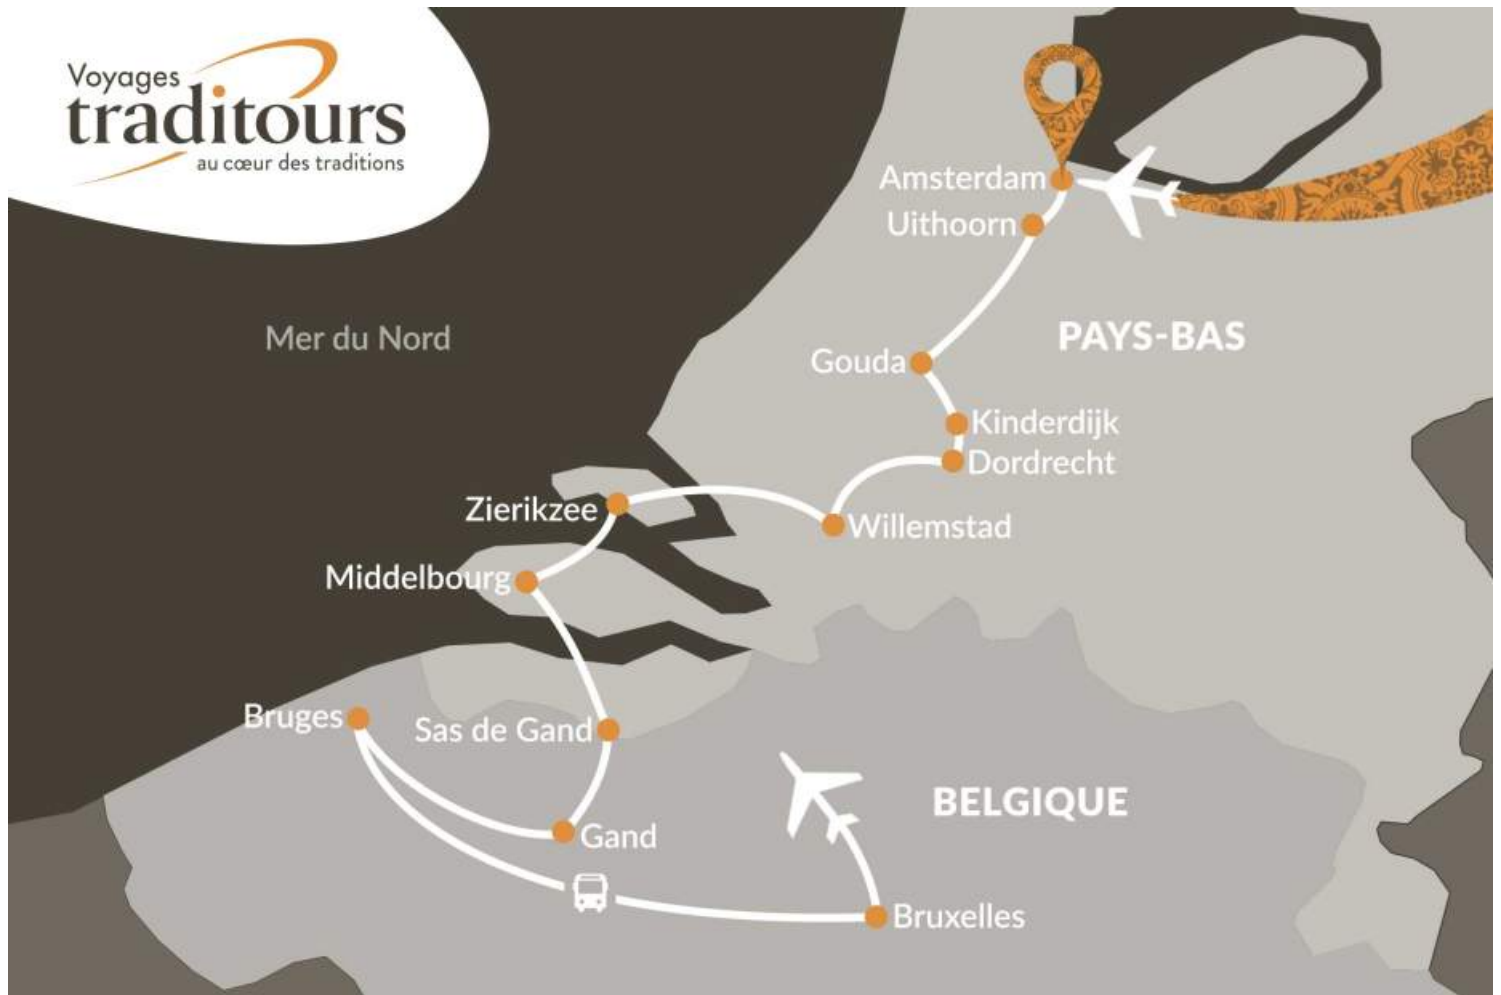 Voyages
traditours
au cœur des traditions
Amsterdam
Uithoorn
Mer du Nord
PAYS-BAS
Gouda
Kinderdijk
Dordrecht
Zierikzee
Willemstad
Middelbourg
Bruges
Sas de Gand
BELGIQUE
Gand
Bruxelles